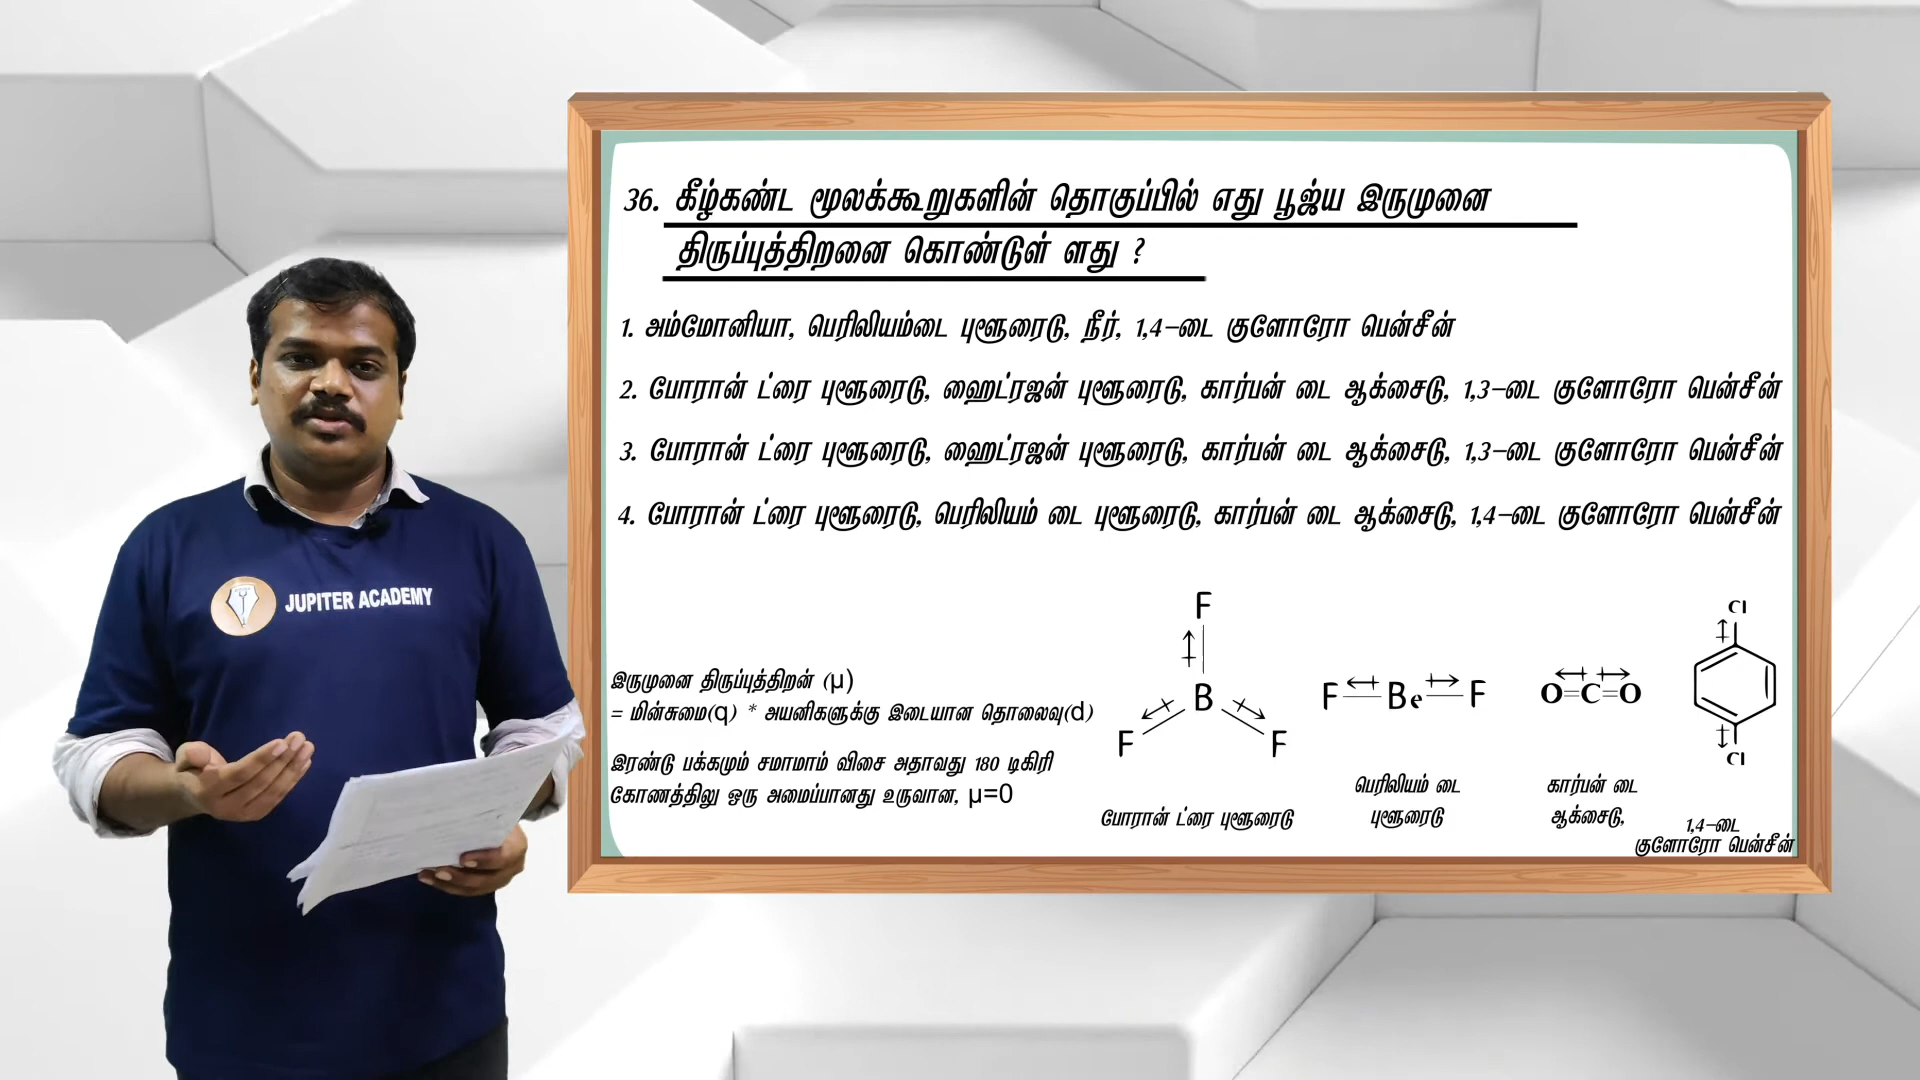 36. கீழ்கண்ட மூலக்கூறுகளின் தொகுப்பில் எது பூஜ்ய இருமுனை
திருப்புத்திறனை கொண்டுள் ளது ?
1. அம்மோனியா, பெரிலியம்டை புளூரைடு, நீர், 1,4-டை குளோரோ பென்சீன்
2. போரான் ட்ரை புளூரைடு, ஹைட்ரஜன் புளூரைடு, கார்பன் டை ஆக்சைடு, 1,3-டை குளோரோ பென்சீன்
3. போரான் ட்ரை புளூரைடு, ஹைட்ரஜன் புளூரைடு, கார்பன் டை ஆக்சைடு, 1,3-டை குளோரோ பென்சீன்
4. போரான் ட்ரை புளூரைடு, பெரிலியம் டை புளூரைடு, கார்பன் டை ஆக்சைடு, 1,4-டை குளோரோ பென்சீன்
JUPITER ACADEMY
இருமுனை திருப்புத்திறன் (µ)
= மின்சுமை(q) * அயனிகளுக்கு இடையான தொலைவு(d)
இரண்டு பக்கமும் சமாமாம் விசை அதாவது 180 டிகிரி
கோணத்திலு ஒரு அமைப்பானது உருவான, µ=0
F
B
F F
போரான் ட்ரை புளூரைடு
F Be F
பெரிலியம் டை
புளூரைடு
O=C=O
கார்பன் டை
ஆக்சைடு,
Cl
Cl
1,4-டை
குளோரோ பென்சீன்